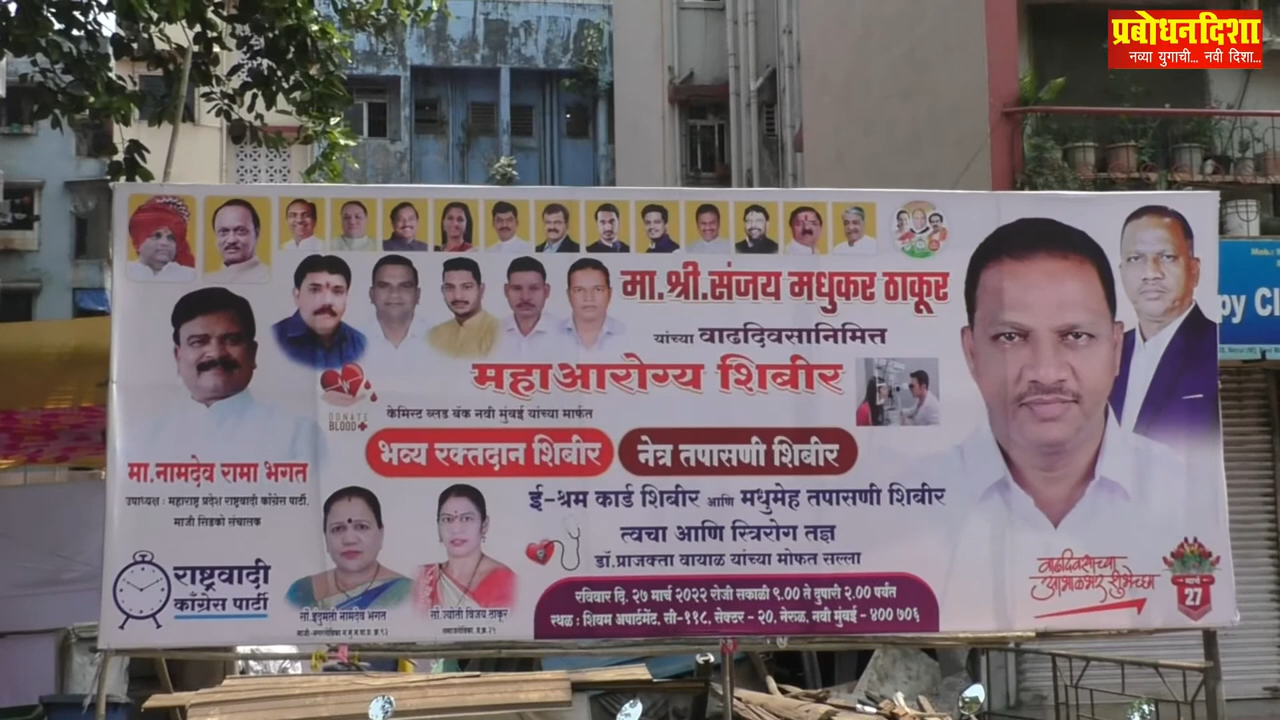 प्रबोधनदिशा
नव्या युगाची... नवी दिशा...
मा.श्री.संजय मधुकर ठाकूर
यांच्या वाढदिवसानिमित्त
महाआरोग्य शिबीर
DONATE
BLOOD
केमिस्ट ब्लड बॅंक नवी मुंबई यांच्या मार्फत
भव्य रक्तदान शिबीर
नेत्र तपासणी शिबीर
ई-श्रम कार्ड शिबीर आणि मधुमेह तपासणी शिबीर
त्वचा आणि स्त्रिरोग तज्ञ
डॉ.प्राजक्ता वायाळ यांच्या मोफत सल्ला
रविवार दि. २७ मार्च २०२२ रोजी सकाळी ९.०० ते दुपारी २.०० पर्यंत
स्थळ : शिवम अपार्टमेंट, सी-११८, सेक्टर - २०, नेरुळ, नवी मुंबई - ४०० ७०६
मा.नामदेव रामा भगत
उपाध्यक्ष : महाराष्ट्र प्रदेश राष्ट्रवादी काँग्रेस पार्टी.
माजी सिडको संचालक
राष्ट्रवादी
काँग्रेस पार्टी
सौ.इंदुमती नामदेव भगत
सौ.ज्योती विजय ठाकूर
वाढदिवसाच्या
आभाळभर शुभेच्छा
मार्च
27
py Cl